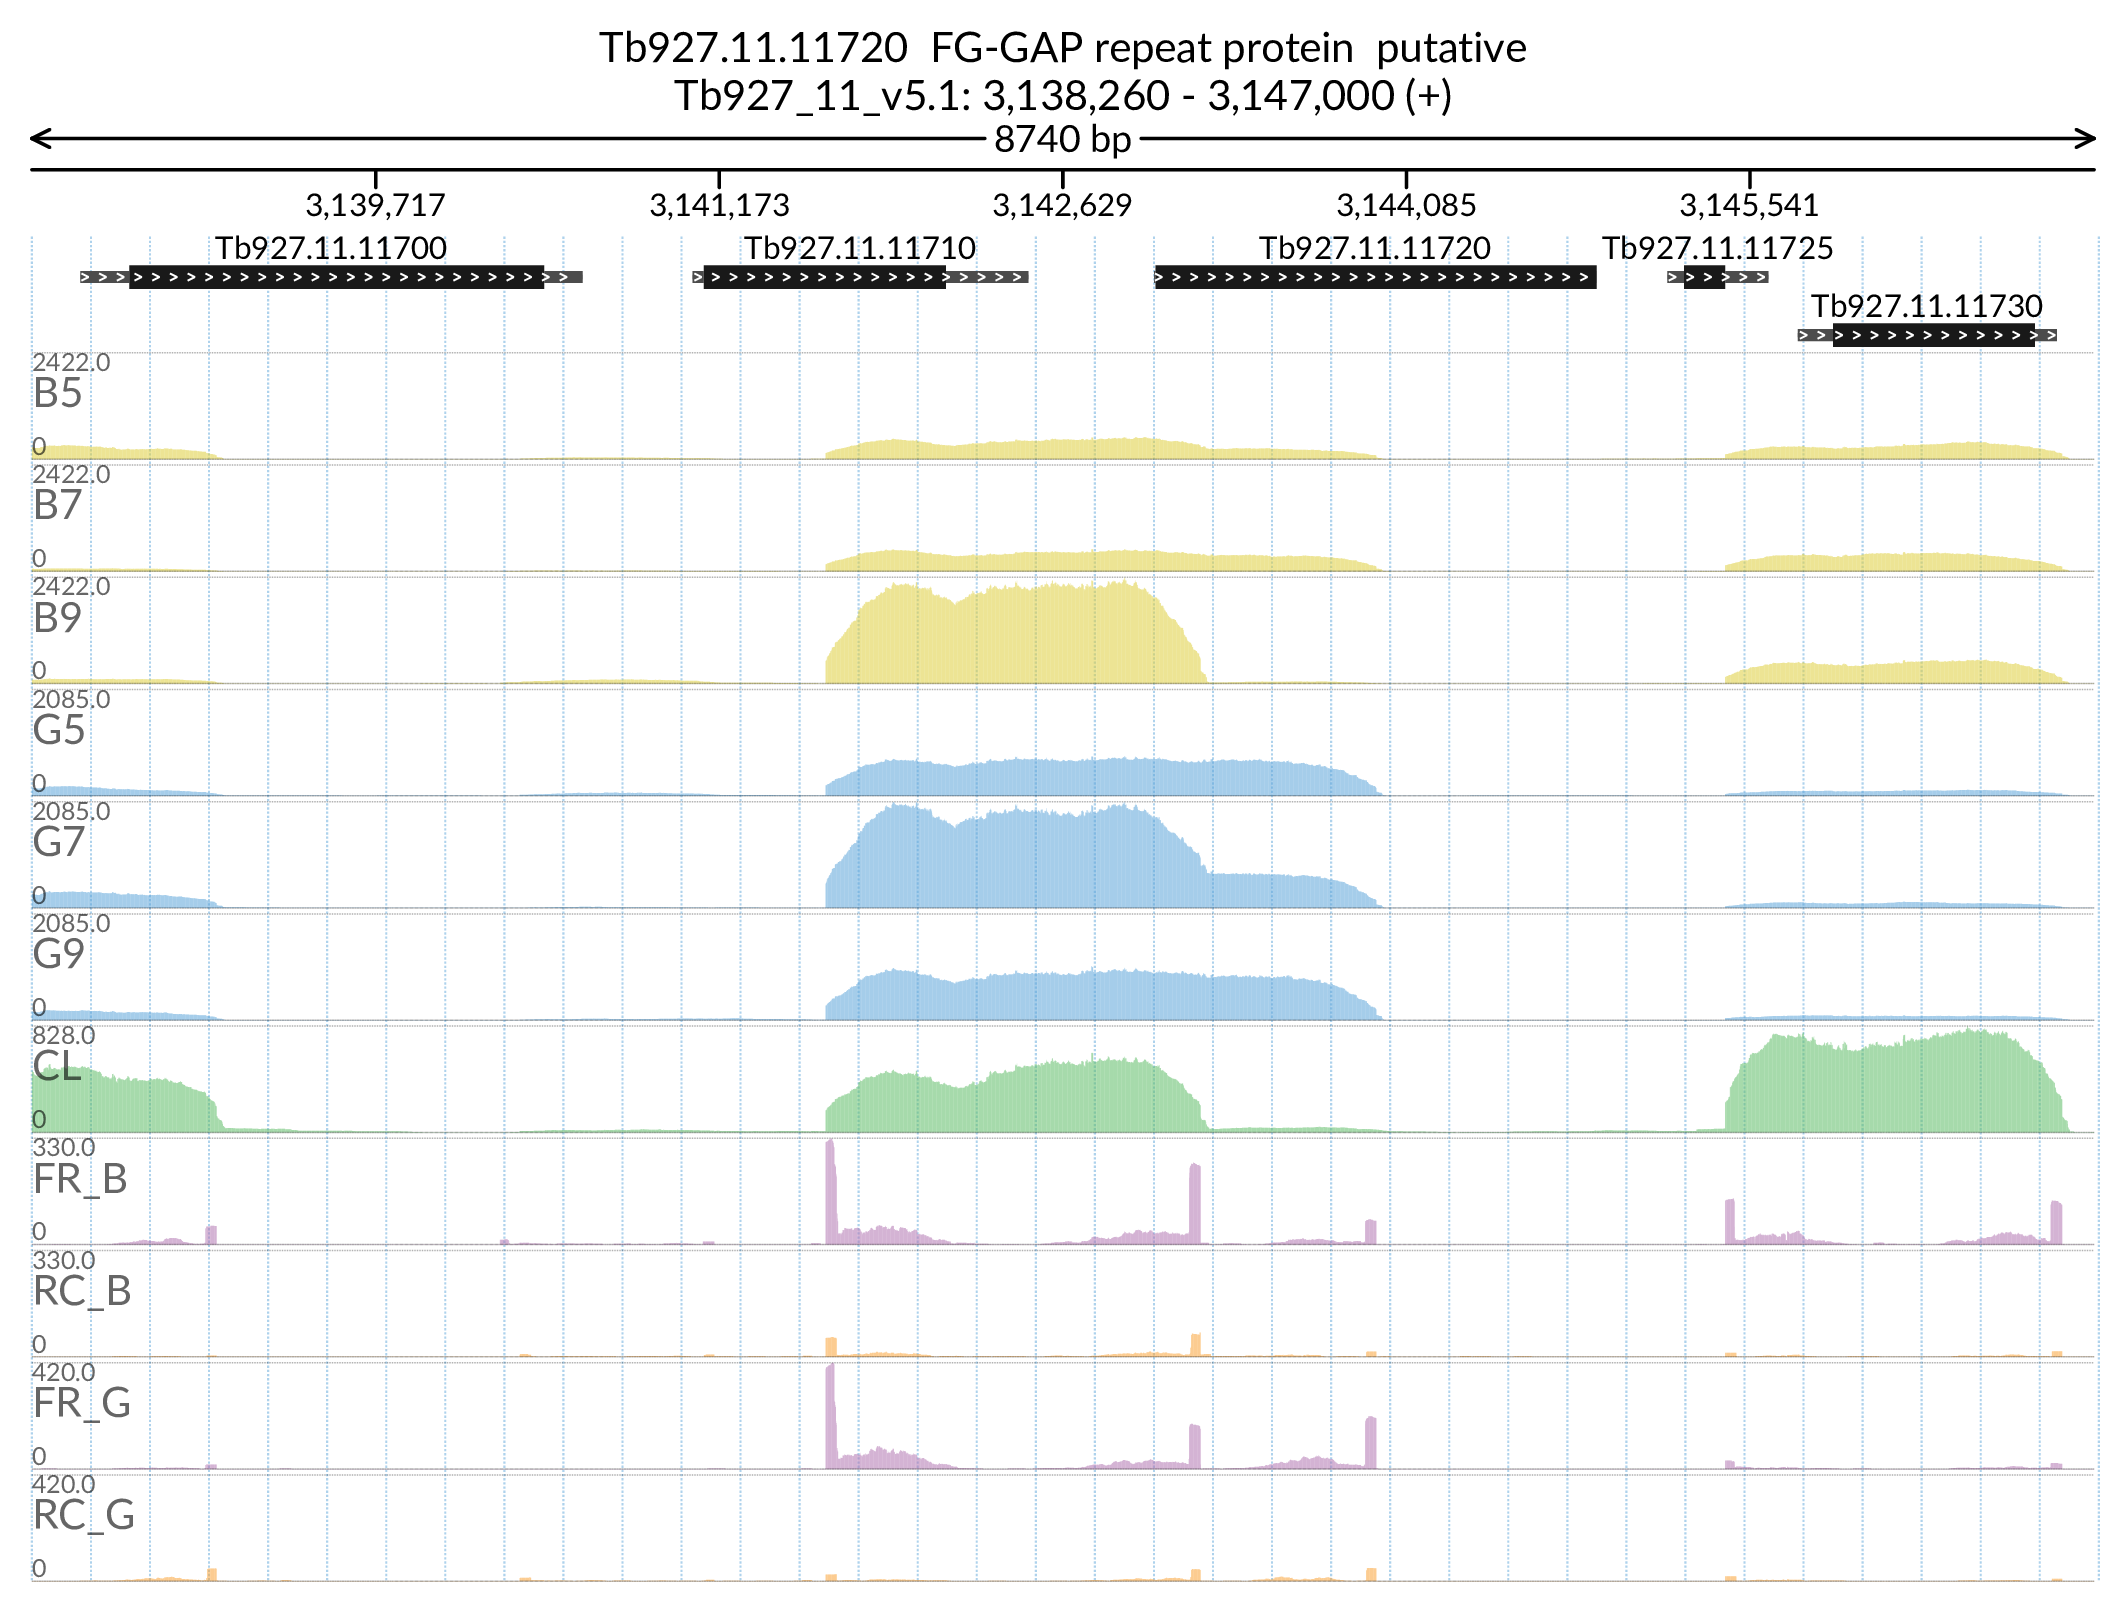 Tb927.11.11720  FG-GAP repeat protein  putative
Tb927_11_v5.1: 3,138,260 - 3,147,000 (+)
8740 bp
3,139,717 3,141,173 3,142,629 3,144,085 3,145,541
Tb927.11.11700 Tb927.11.11710 Tb927.11.11720 Tb927.11.11725
Tb927.11.11730
2422.0
B5
0
2422.0
B7
0
2422.0
B9
0
2085.0
G5
0
2085.0
G7
0
2085.0
G9
0
828.0
CL
0
330.0
FR_B
0
330.0
RC_B
0
420.0
FR_G
0
420.0
RC_G
0